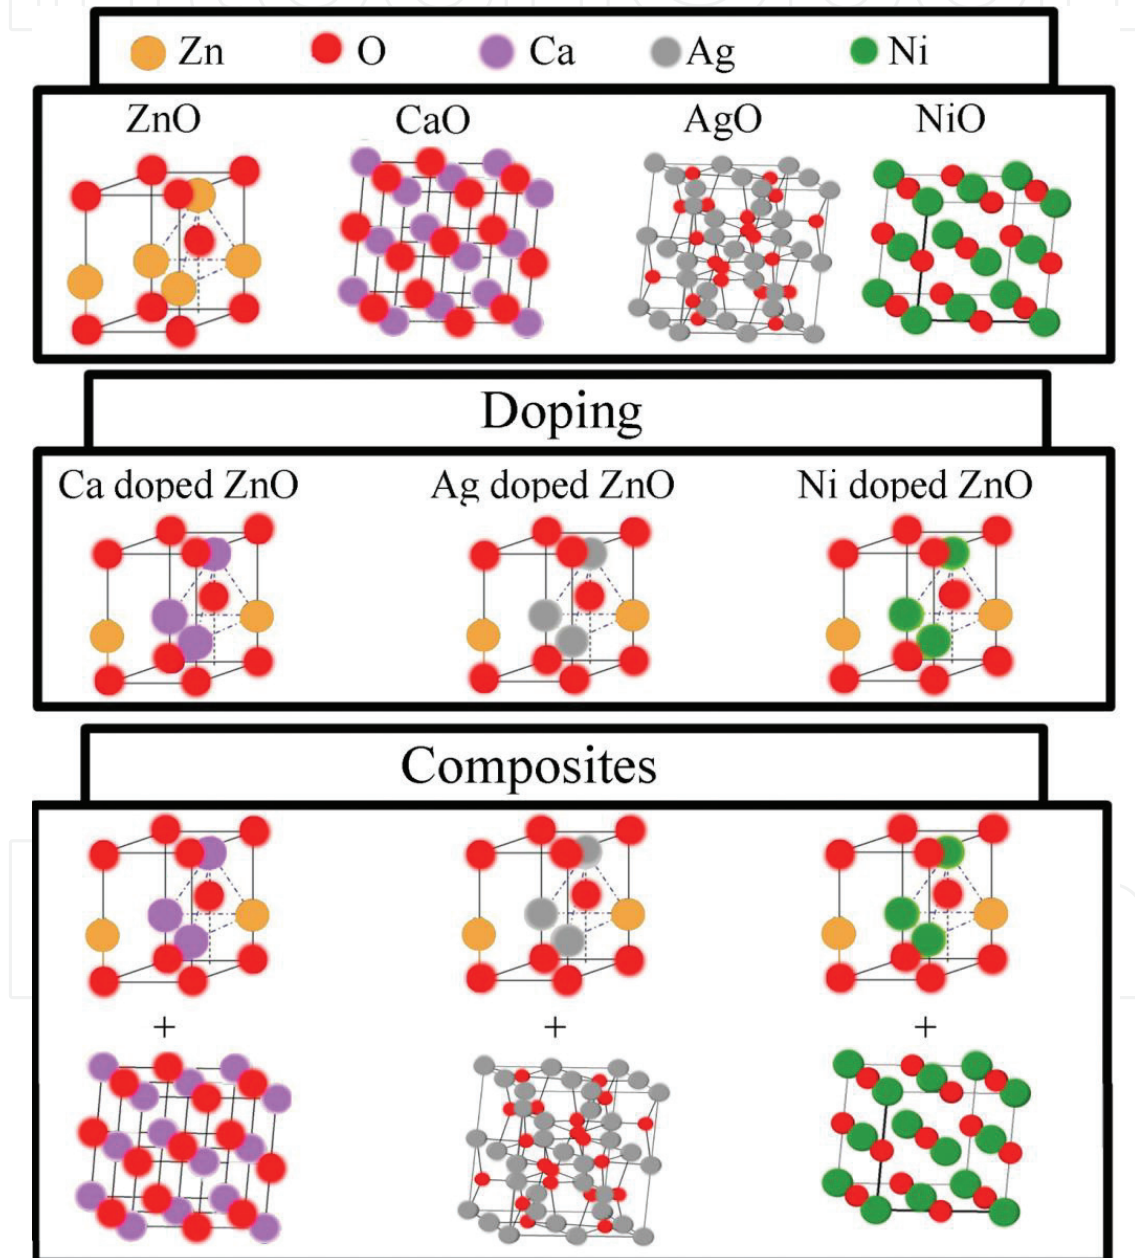 Zn O Ca Ag Ni
ZnO CaO AgO NiO
Doping
Ca doped ZnO Ag doped ZnO Ni doped ZnO
Composites
+ + +